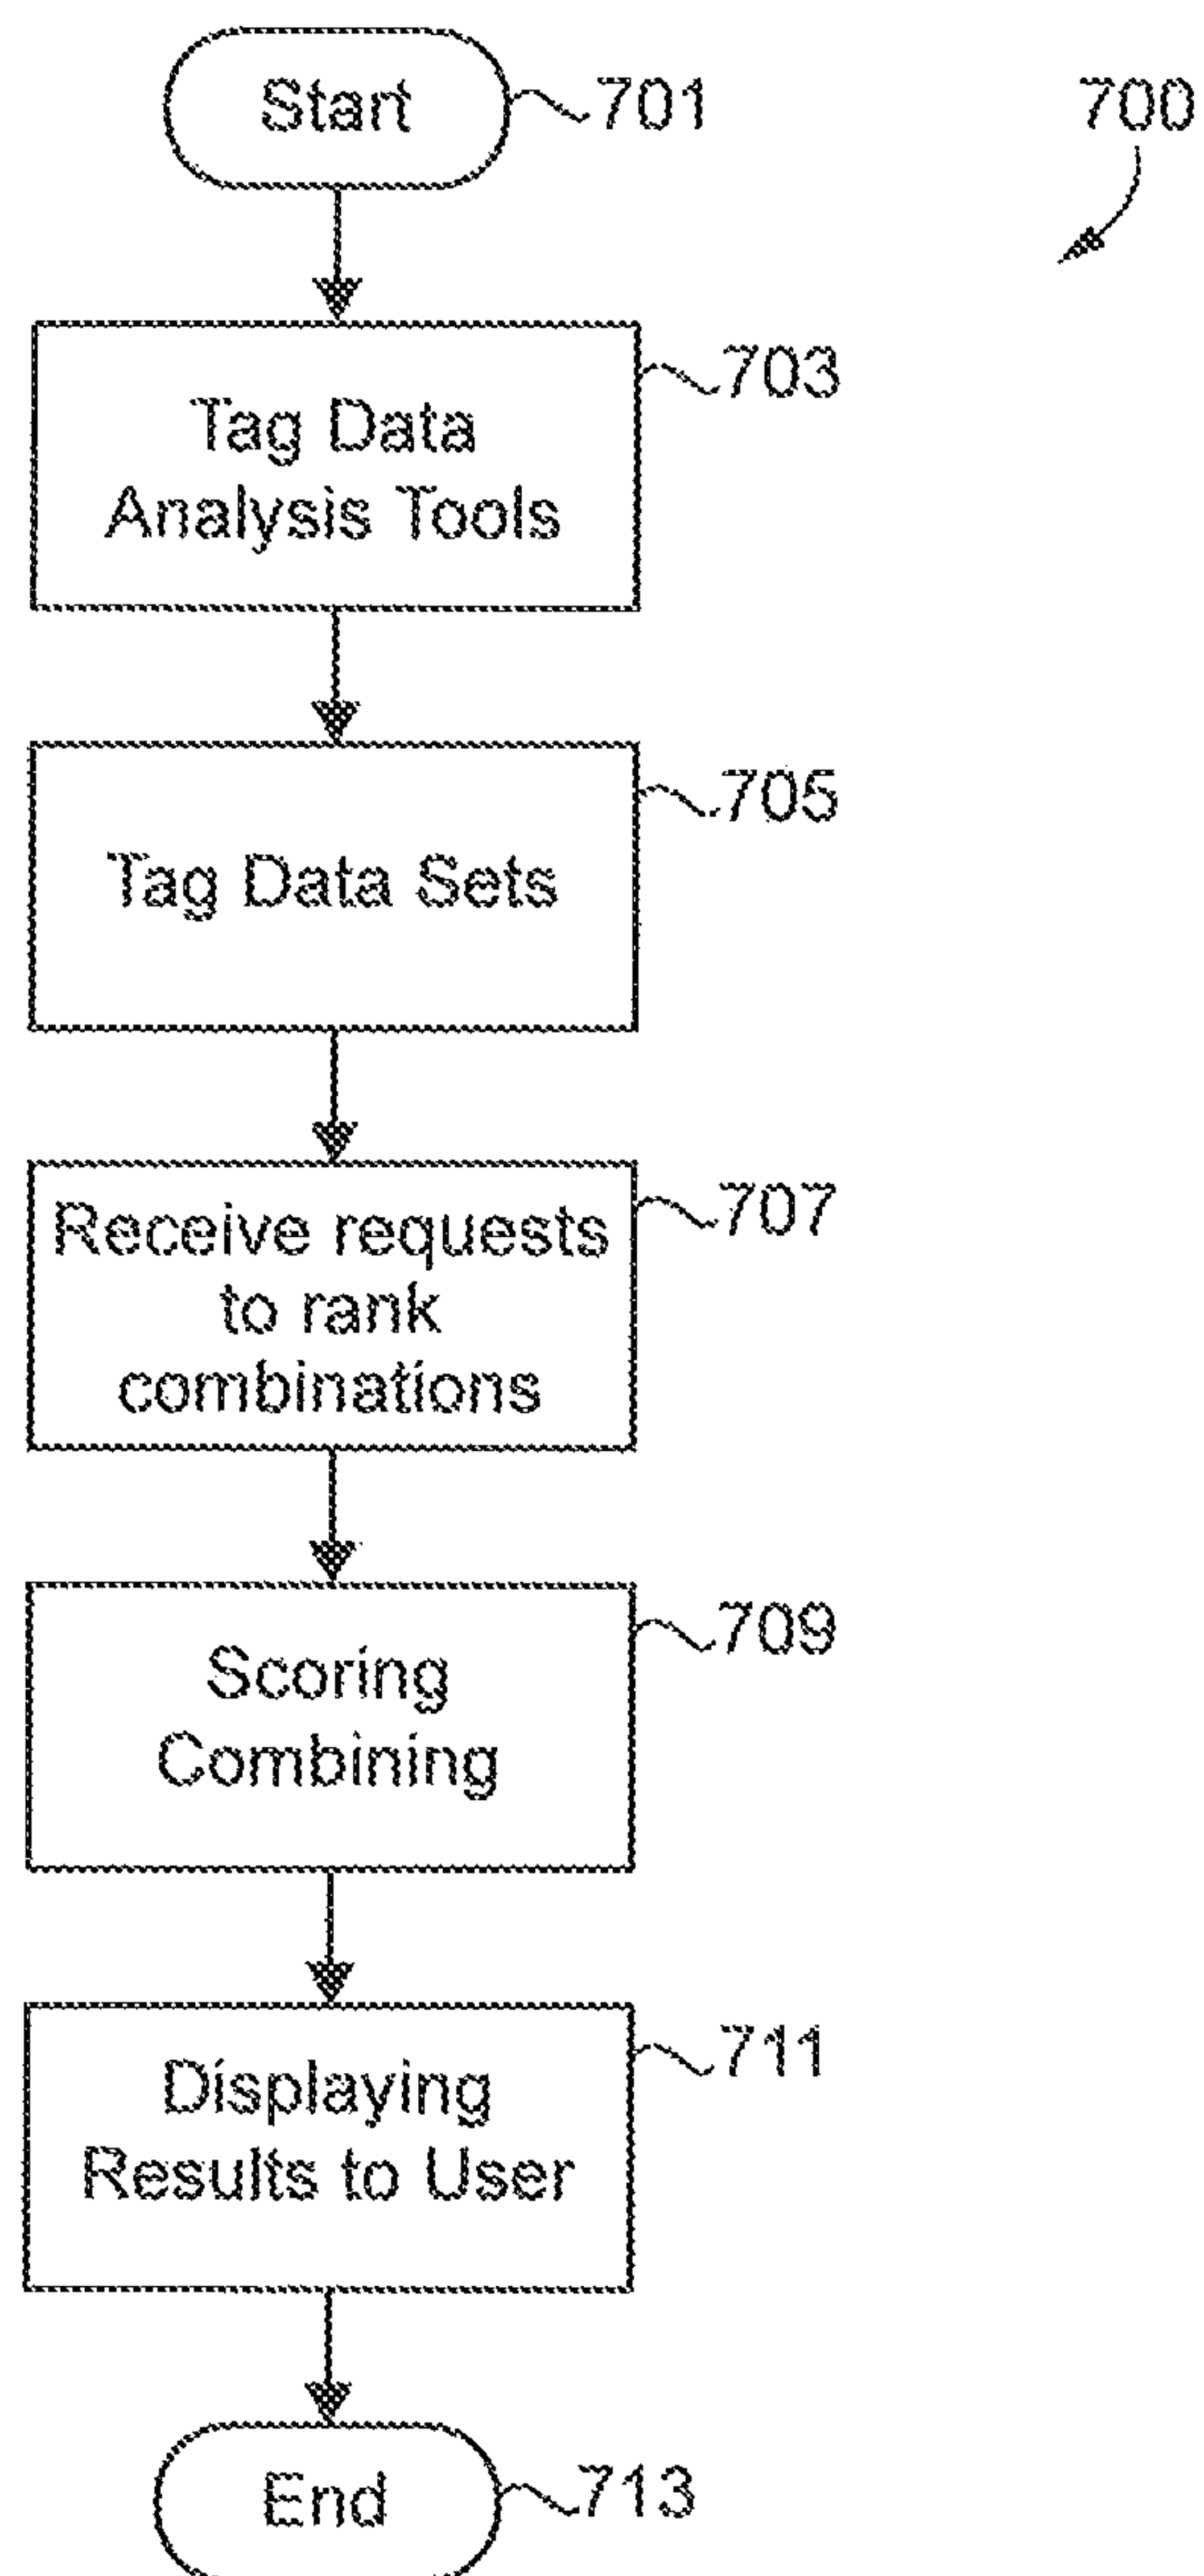 Start
701
700
Tag Data
Analysis Tools
703
Tag Data Sets
705
Receive requests
to rank
combinations
707
Scoring
Combining
709
Displaying
Results to User
711
End
713